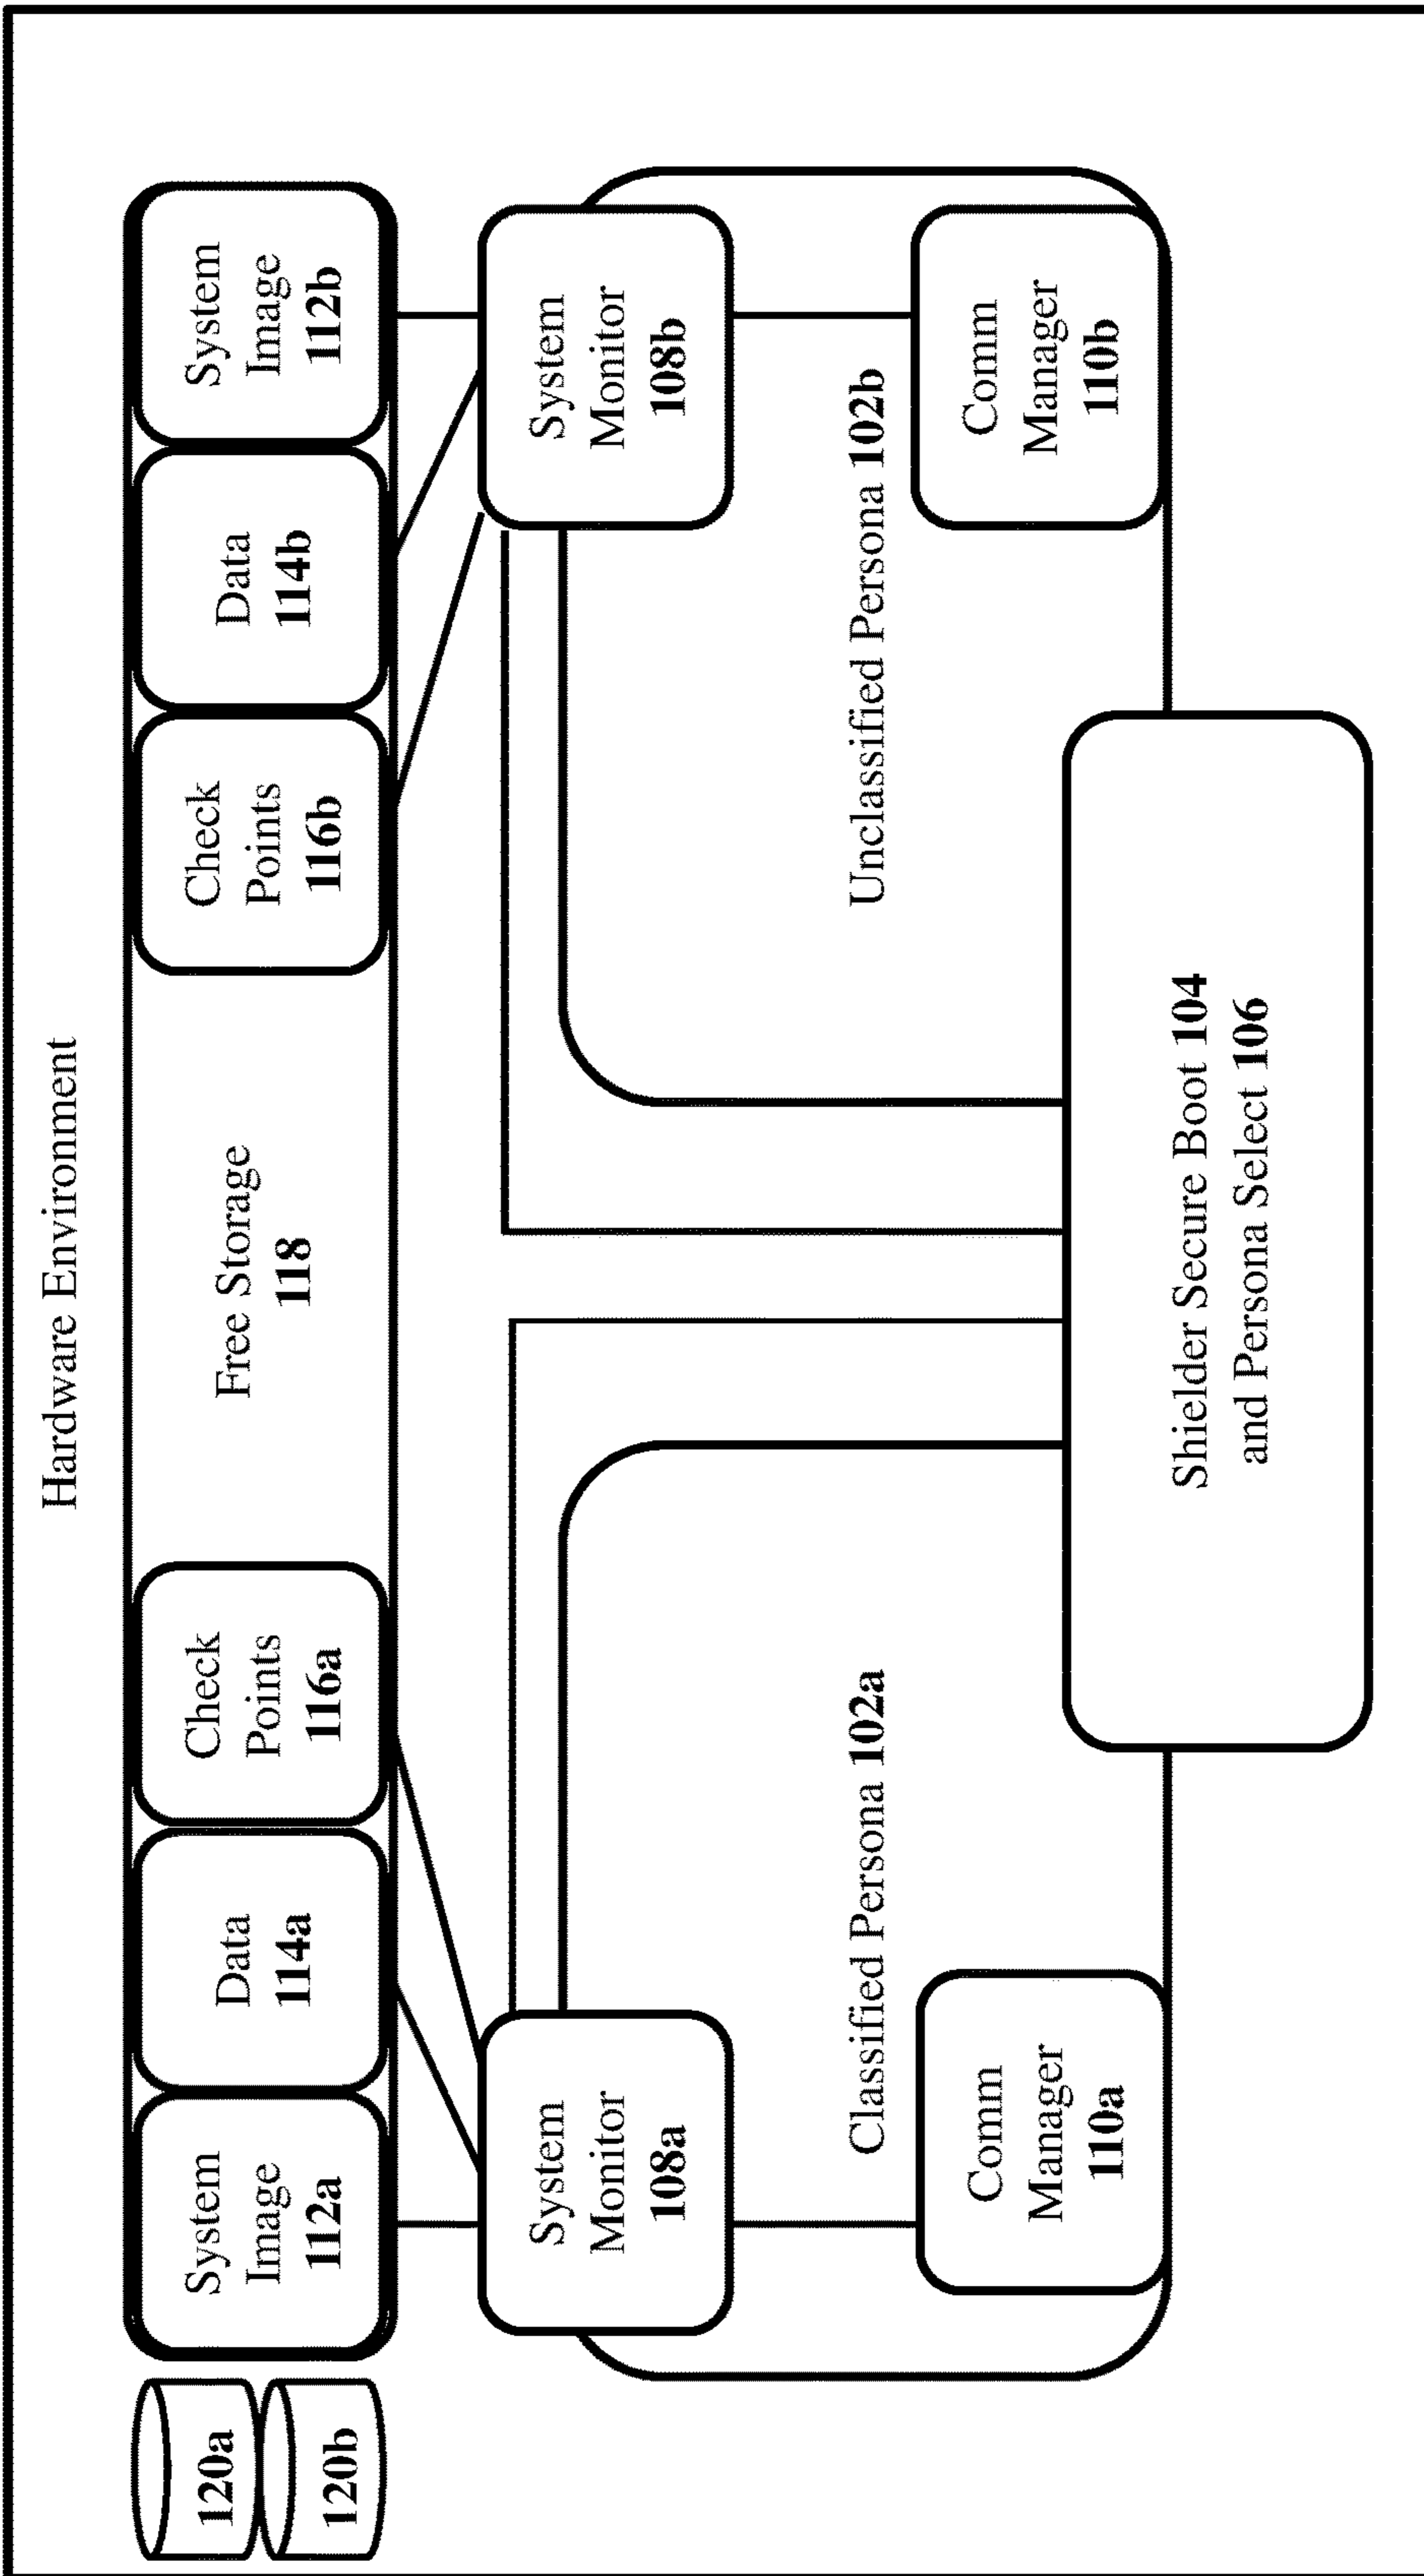 Hardware Environment
120a
120b
System
Image
112a
Data
114a
Check
Points
116a
Free Storage
118
Check
Points
116b
Data
114b
System
Image
112b
System
Monitor
108a
System
Monitor
108b
Classified Persona 102a
Unclassified Persona 102b
Comm
Manager
110a
Comm
Manager
110b
Shielder Secure Boot 104
and Persona Select 106